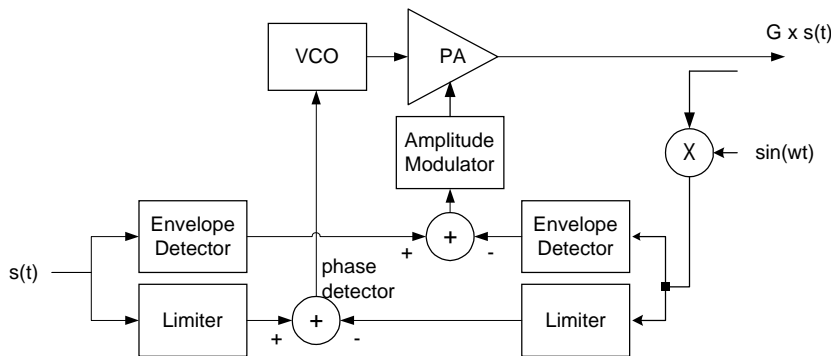 G x s(t)
VCO
PA
Amplitude
Modulator
X
sin(wt)
Envelope
Detector
+
Envelope
Detector
+
-
s(t)
phase
detector
Limiter
+
Limiter
+
-